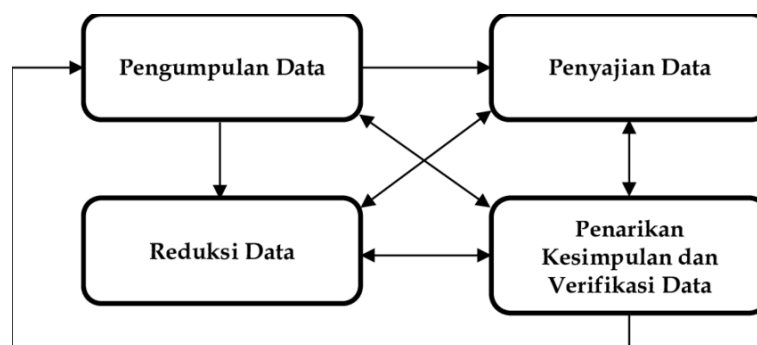 Pengumpulan Data
Penyajian Data
Reduksi Data
Penarikan
Kesimpulan dan
Verifikasi Data